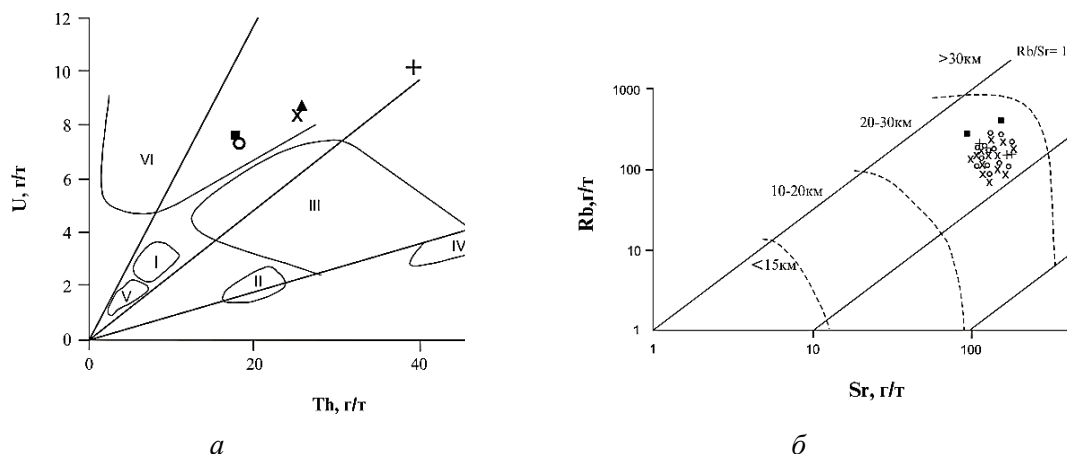 12
10
8
6
4
2
0
U, г/т
VI
III
I
V
II
IV
0
20
40
Th, г/т
а
>30км
Rb/Sr= 1
1000
20-30км
100
10-20км
10
<15км
1
Rb,г/т
1
10
100
Sr, г/т
б